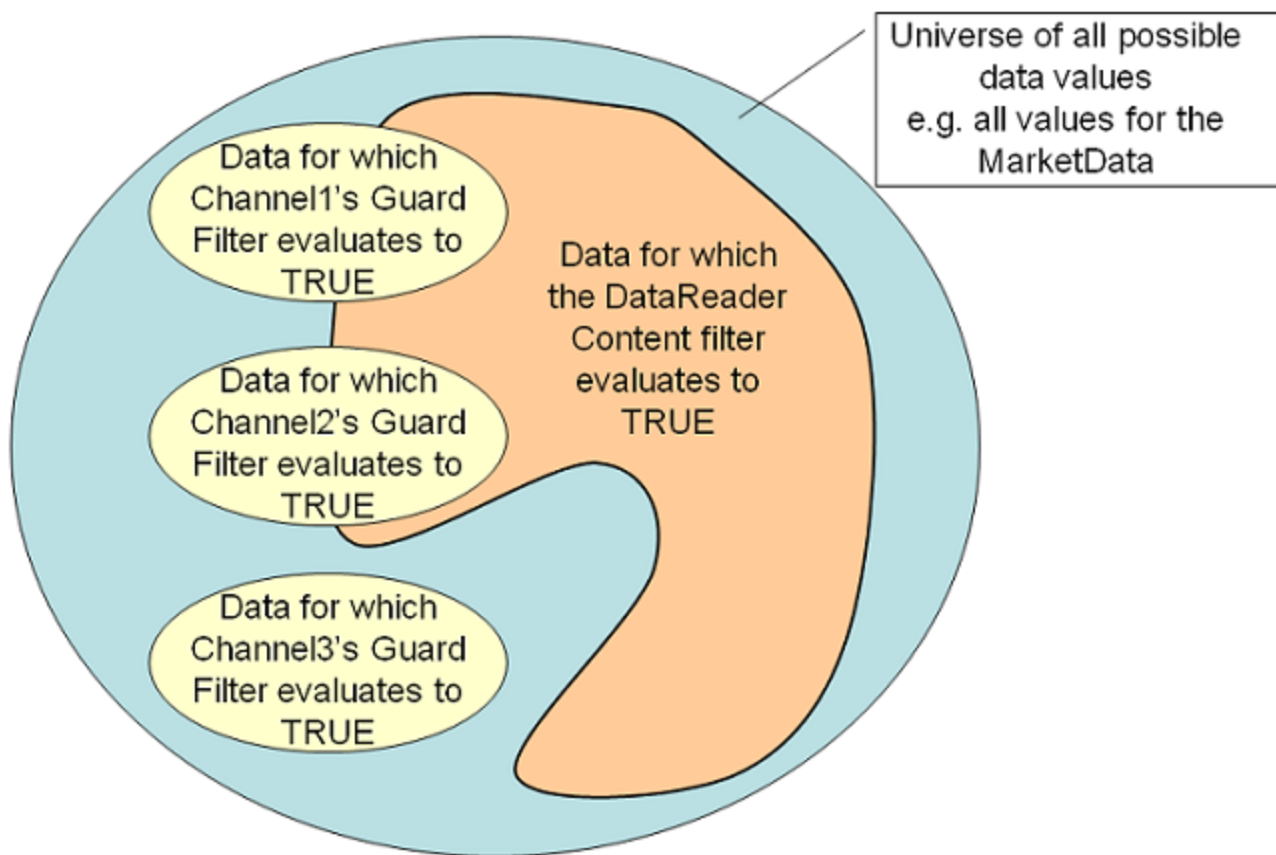 Universe of all possible
data values
e.g. all values for the
MarketData
Data for which
Channel1's Guard
Filter evaluates to
TRUE
Data for which
the DataReader
Content filter
evaluates to
TRUE
Data for which
Channel2's Guard
Filter evaluates to
TRUE
Data for which
Channel3's Guard
Filter evaluates to
TRUE